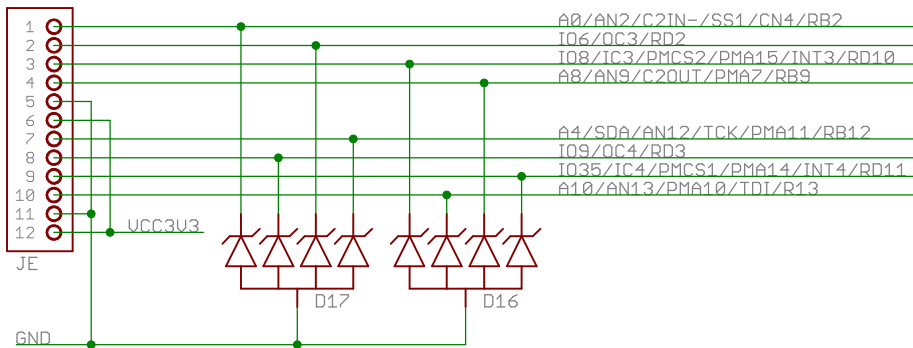 1 A0/AN2/C2IN-/SS1/CN4/RB2
2 IO6/OC3/RD2
3 IO8/IC3/PMCS2/PMA15/INT3/RD10
4 A8/AN9/C2OUT/PMA7/RB9
5
6
7 A4/SDA/AN12/TCK/PMA11/RB12
8 IO9/OC4/RD3
9 IO35/IC4/PMCS1/PMA14/INT4/RD11
10 A10/AN13/PMA10/TDI/R13
11
12 VCC3V3
JE
D17 D16
GND